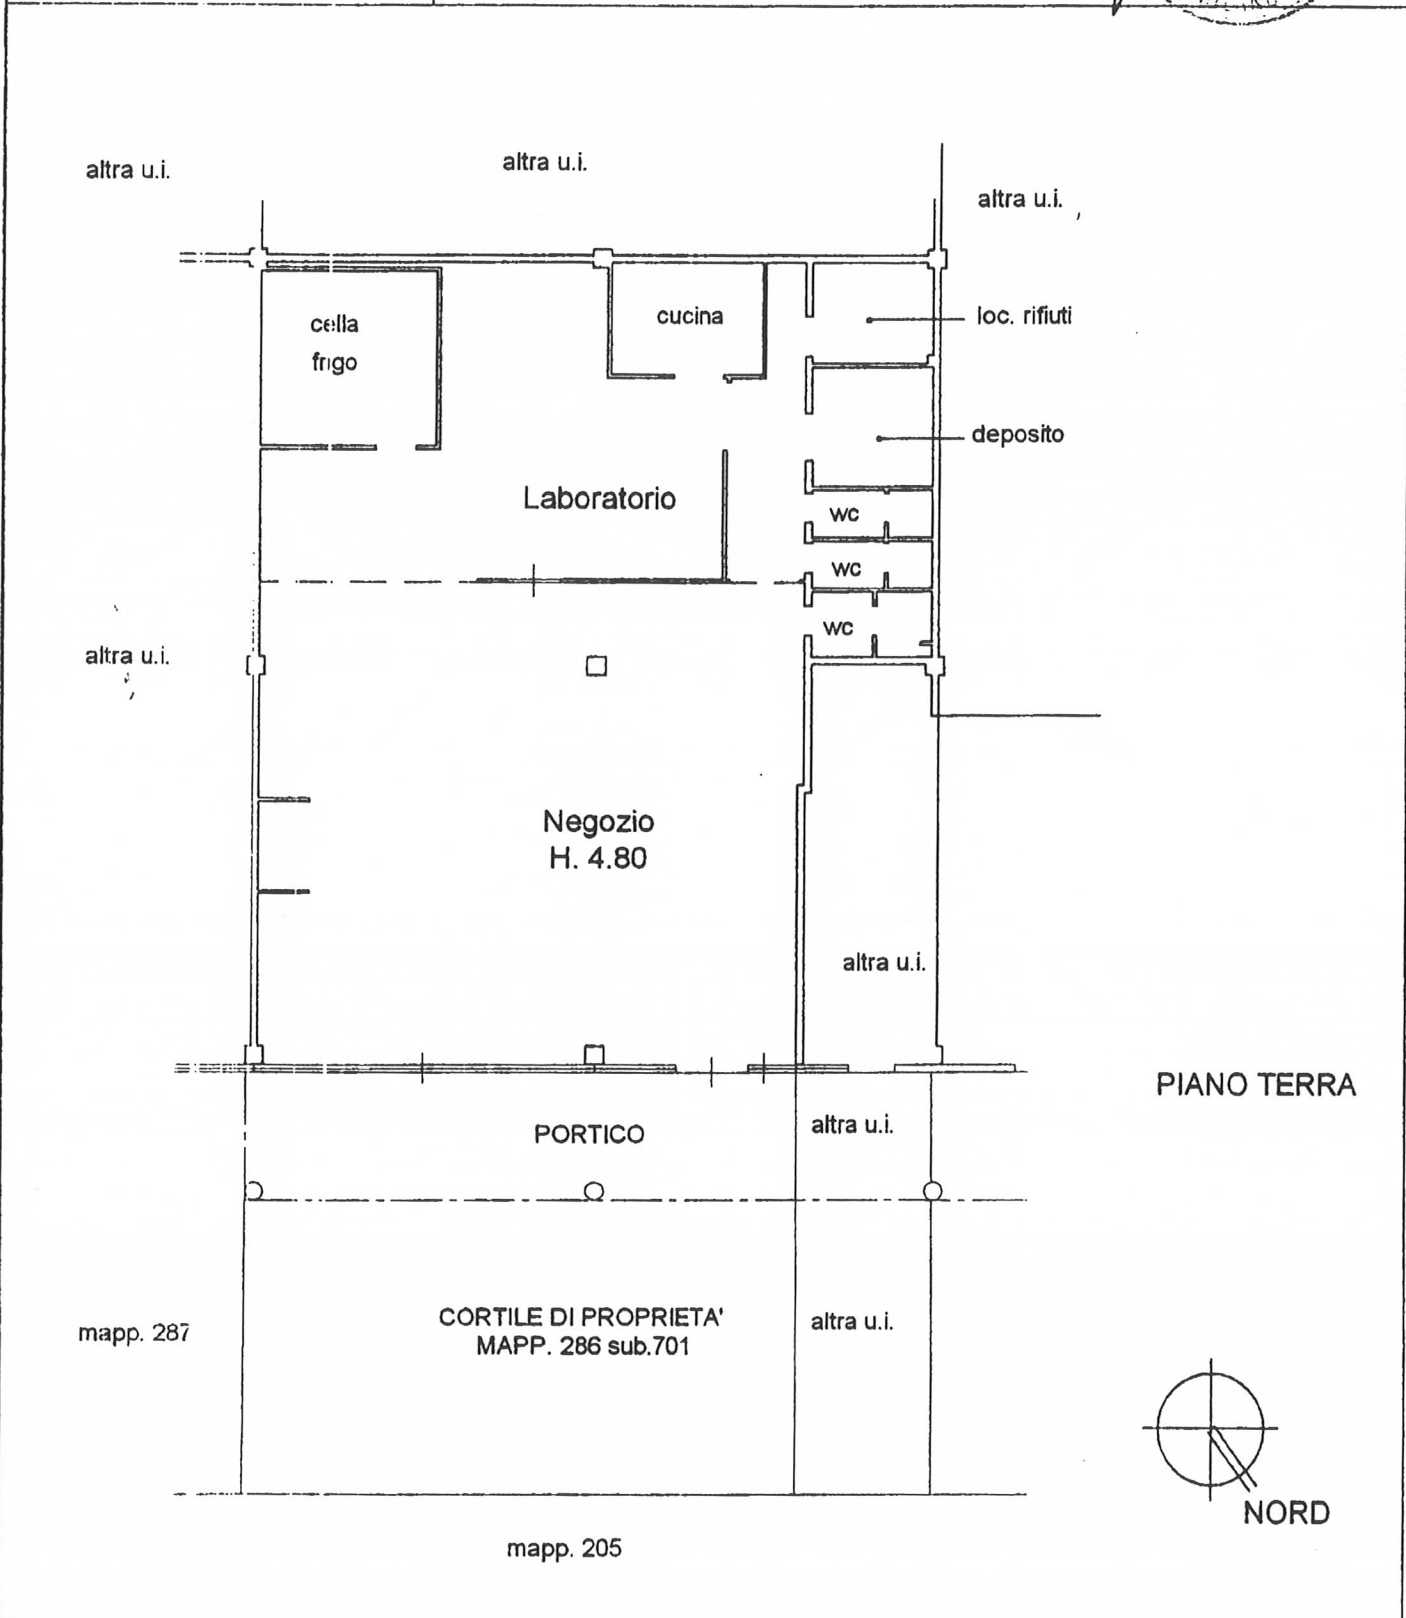 altra u.i.
altra u.i.
altra u.i.
cella
frigo
cucina
loc. rifiuti
deposito
Laboratorio
wc
wc
wc
altra u.i.
Negozio
H. 4.80
altra u.i.
PIANO TERRA
PORTICO
altra u.i.
CORTILE DI PROPRIETA'
MAPP. 286 sub.701
altra u.i.
mapp. 287
NORD
mapp. 205